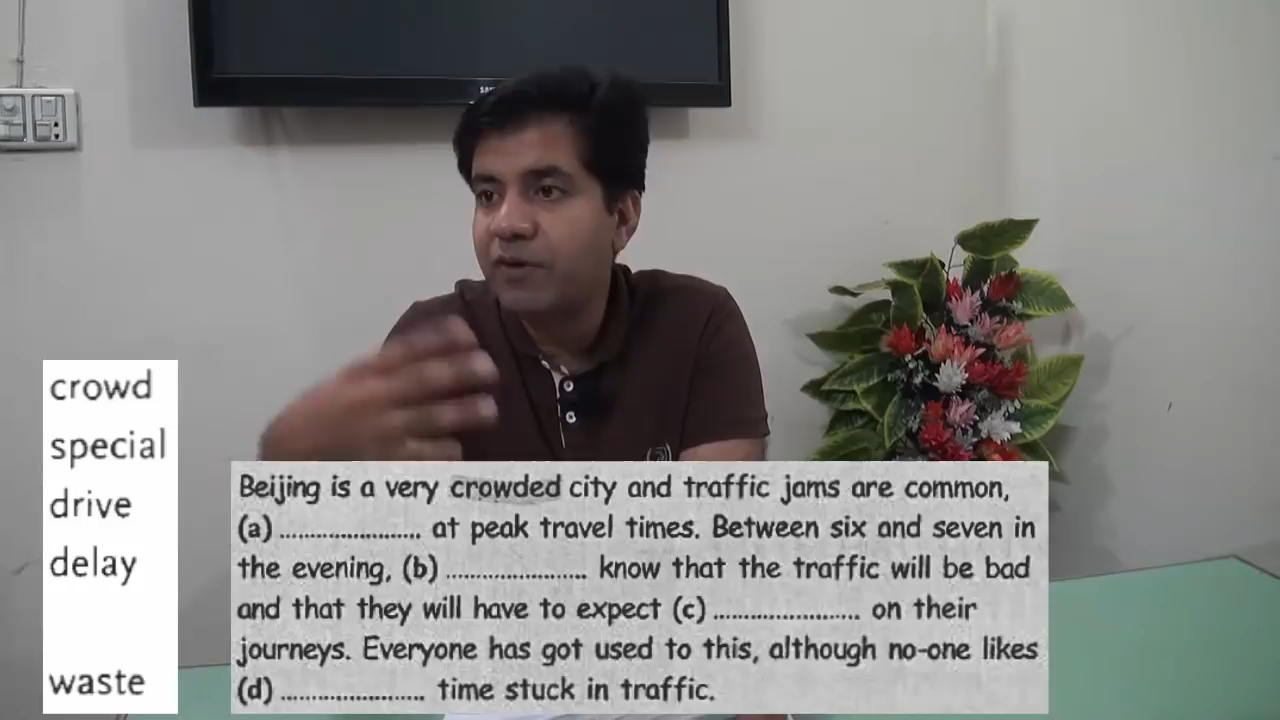 crowd
special
drive
delay
waste
Beijing is a very crowded city and traffic jams are common,
(a) ........................ at peak travel times. Between six and seven in
the evening, (b) ........................ know that the traffic will be bad
and that they will have to expect (c) ........................ on their
journeys. Everyone has got used to this, although no-one likes
(d) ........................ time stuck in traffic.